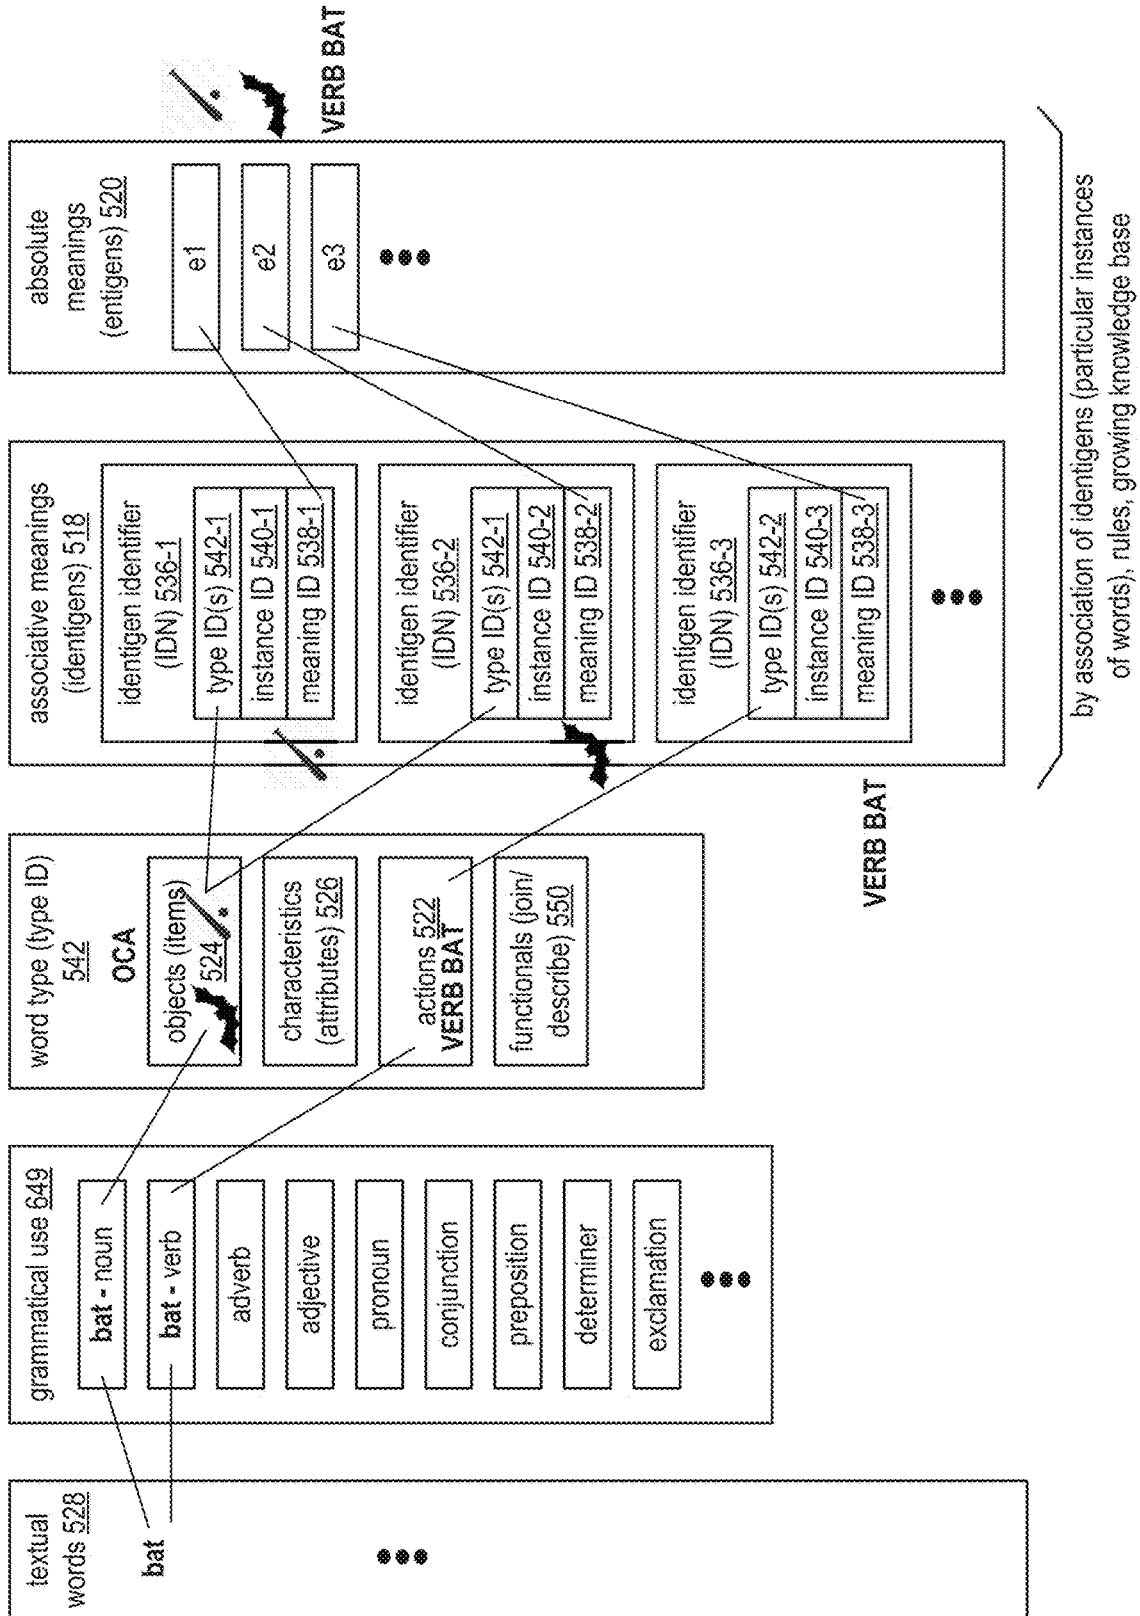 textual
words 528
bat
grammatical use 649
bat - noun
bat - verb
adverb
adjective
pronoun
conjunction
preposition
determiner
exclamation
word type (type ID)
542
OCA
objects (items)
524
characteristics
(attributes) 526
actions 522
VERB BAT
functionals (join/
describe) 550
associative meanings
(identigens) 518
identigen identifier
(IDN) 536-1
type ID(s) 542-1
instance ID 540-1
meaning ID 538-1
identigen identifier
(IDN) 536-2
type ID(s) 542-1
instance ID 540-2
meaning ID 538-2
identigen identifier
(IDN) 536-3
type ID(s) 542-2
instance ID 540-3
meaning ID 538-3
VERB BAT
absolute
meanings
(entigens) 520
e1
e2
e3
VERB BAT
by association of identigens (particular instances
of words), rules, growing knowledge base